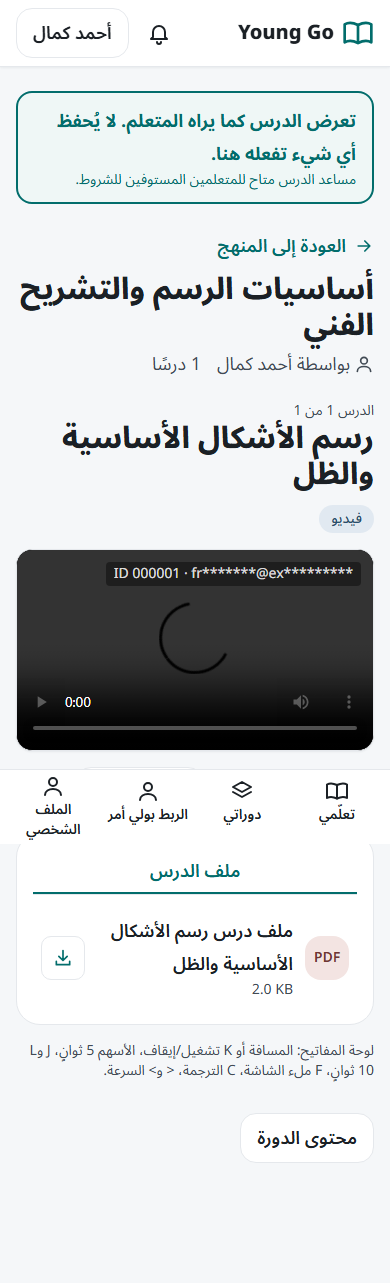 Young Go
أحمد كمال
تعرض الدرس كما يراه المتعلم. لا يُحفظ
أي شيء تفعله هنا.
مساعد الدرس متاح للمتعلمين المستوفين للشروط.
العودة إلى المنهج
أساسيات الرسم والتشريح
الفني
بواسطة أحمد كمال
1 درسًا
الدرس 1 من 1
رسم الأشكال الأساسية
والظل
فيديو
ID 000001 · fr*******@ex*********
0:00
تعلّمي
دوراتي
الربط بولي أمر
الملف
الشخصي
ملف الدرس
PDF
ملف درس رسم الأشكال
الأساسية والظل
2.0 KB
لوحة المفاتيح: المسافة أو K تشغيل/إيقاف، الأسهم 5 ثوانٍ، J وL
10 ثوانٍ، F ملء الشاشة، C الترجمة، < و> السرعة.
محتوى الدورة